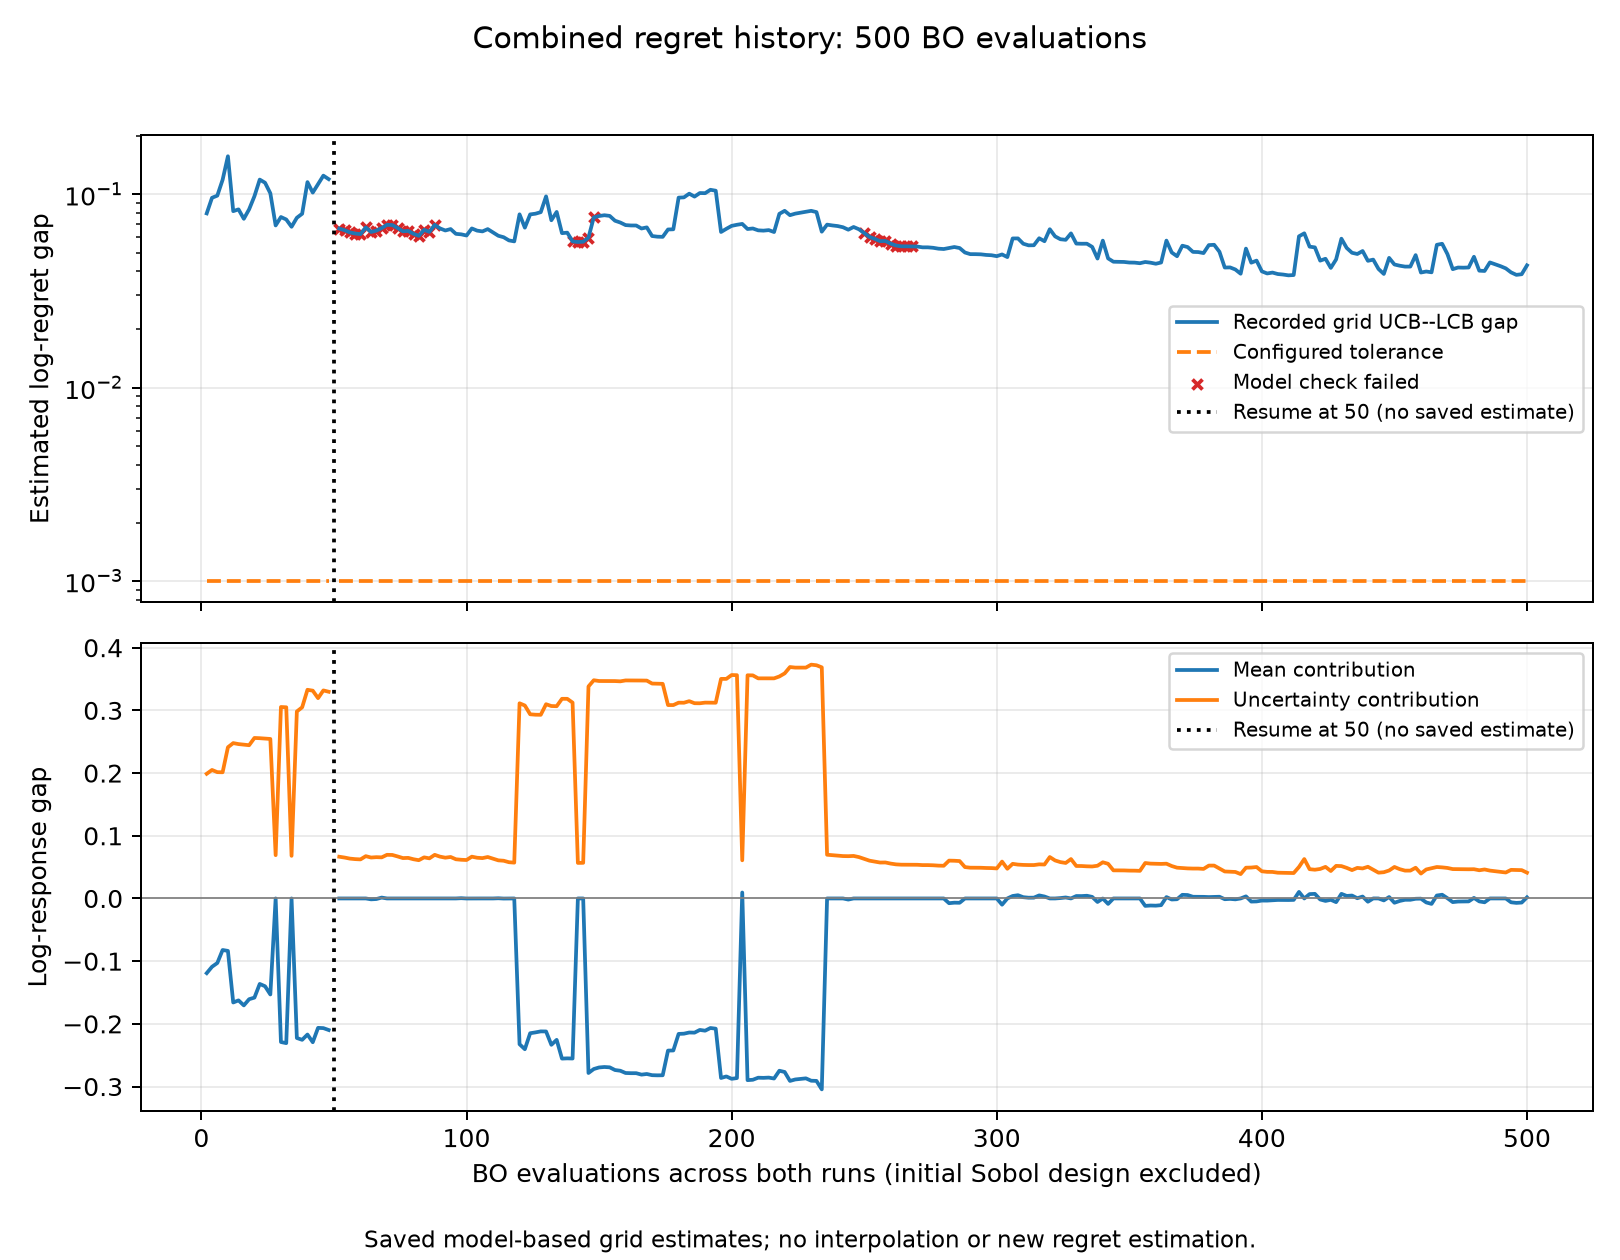 Combined regret history: 500 BO evaluations
Estimated log-regret gap
10⁻¹
10⁻²
10⁻³
Recorded grid UCB--LCB gap
Configured tolerance
Model check failed
Resume at 50 (no saved estimate)
Log-response gap
0.4
0.3
0.2
0.1
0.0
−0.1
−0.2
−0.3
Mean contribution
Uncertainty contribution
Resume at 50 (no saved estimate)
0 100 200 300 400 500
BO evaluations across both runs (initial Sobol design excluded)
Saved model-based grid estimates; no interpolation or new regret estimation.